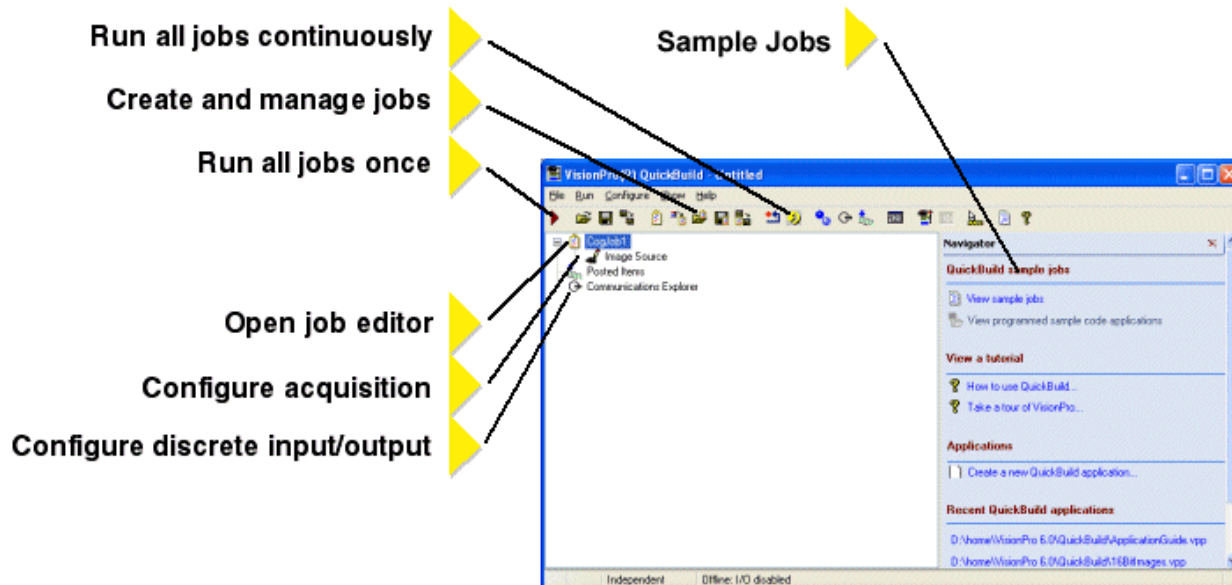 Run all jobs continuously
Sample Jobs
Create and manage jobs
Run all jobs once
VisionPro(R) QuickBuild - Untitled
File Run Configure Show Help
CogJob1
Image Source
Posted Items
Communications Explorer
Open job editor
Configure acquisition
Configure discrete input/output
Navigator
QuickBuild sample jobs
View sample jobs
View programmed sample code applications
View a tutorial
How to use QuickBuild...
Take a tour of VisionPro...
Applications
Create a new QuickBuild application...
Recent QuickBuild applications
D:\home\VisionPro 6.0\QuickBuild\ApplicationGuide.vpp
D:\home\VisionPro 6.0\QuickBuild\16BitImages.vpp
Independent Offline: I/O disabled